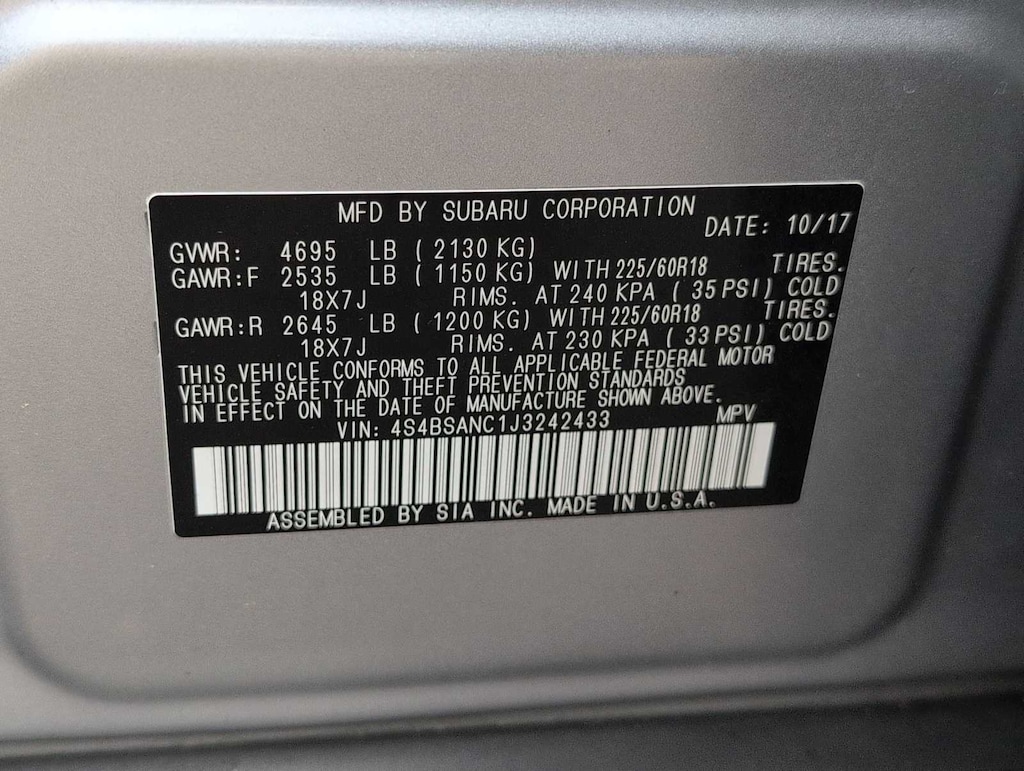 MFD BY SUBARU CORPORATION DATE: 10/17
GVWR: 4695 LB ( 2130 KG)
GAWR:F 2535 LB ( 1150 KG) WITH 225/60R18 TIRES.
18X7J RIMS. AT 240 KPA ( 35 PSI) COLD
GAWR:R 2645 LB ( 1200 KG) WITH 225/60R18 TIRES.
18X7J RIMS. AT 230 KPA ( 33 PSI) COLD
THIS VEHICLE CONFORMS TO ALL APPLICABLE FEDERAL MOTOR
VEHICLE SAFETY AND THEFT PREVENTION STANDARDS
IN EFFECT ON THE DATE OF MANUFACTURE SHOWN ABOVE.
VIN: 4S4BSANC1J3242433 MPV
ASSEMBLED BY SIA INC. MADE IN U.S.A.